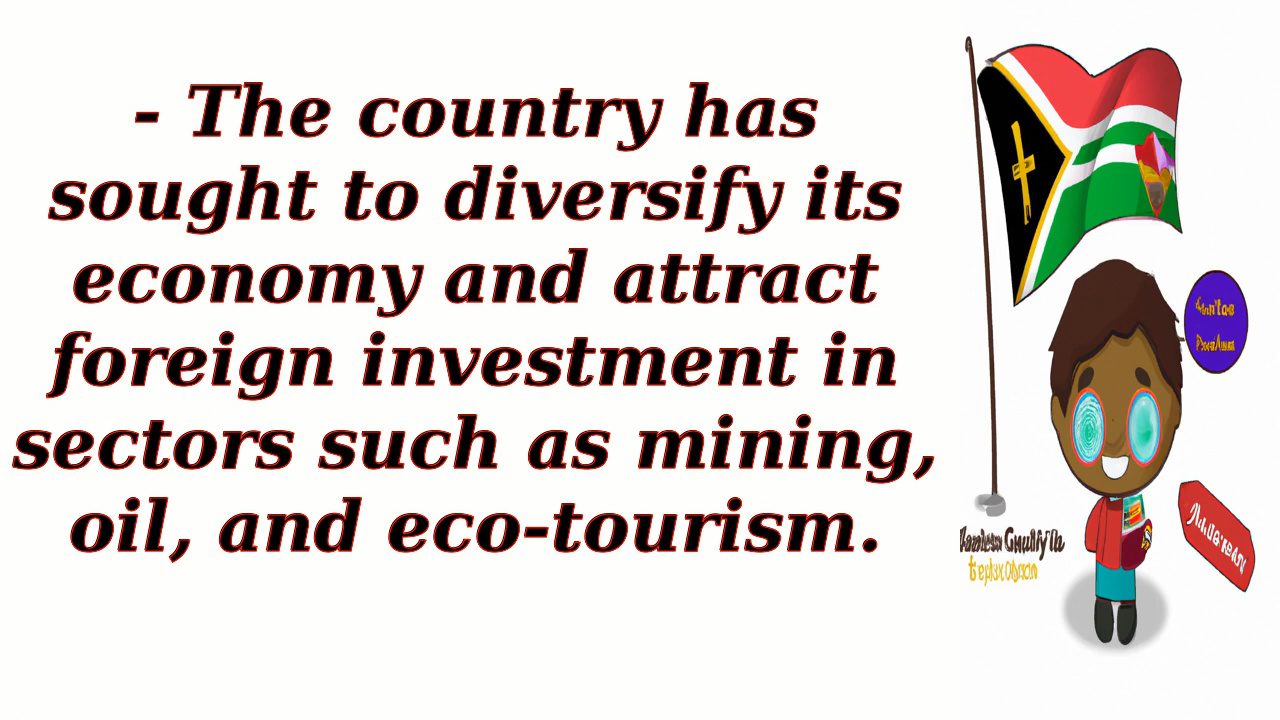 - The country has
sought to diversify its
economy and attract
foreign investment in
sectors such as mining,
oil, and eco-tourism.